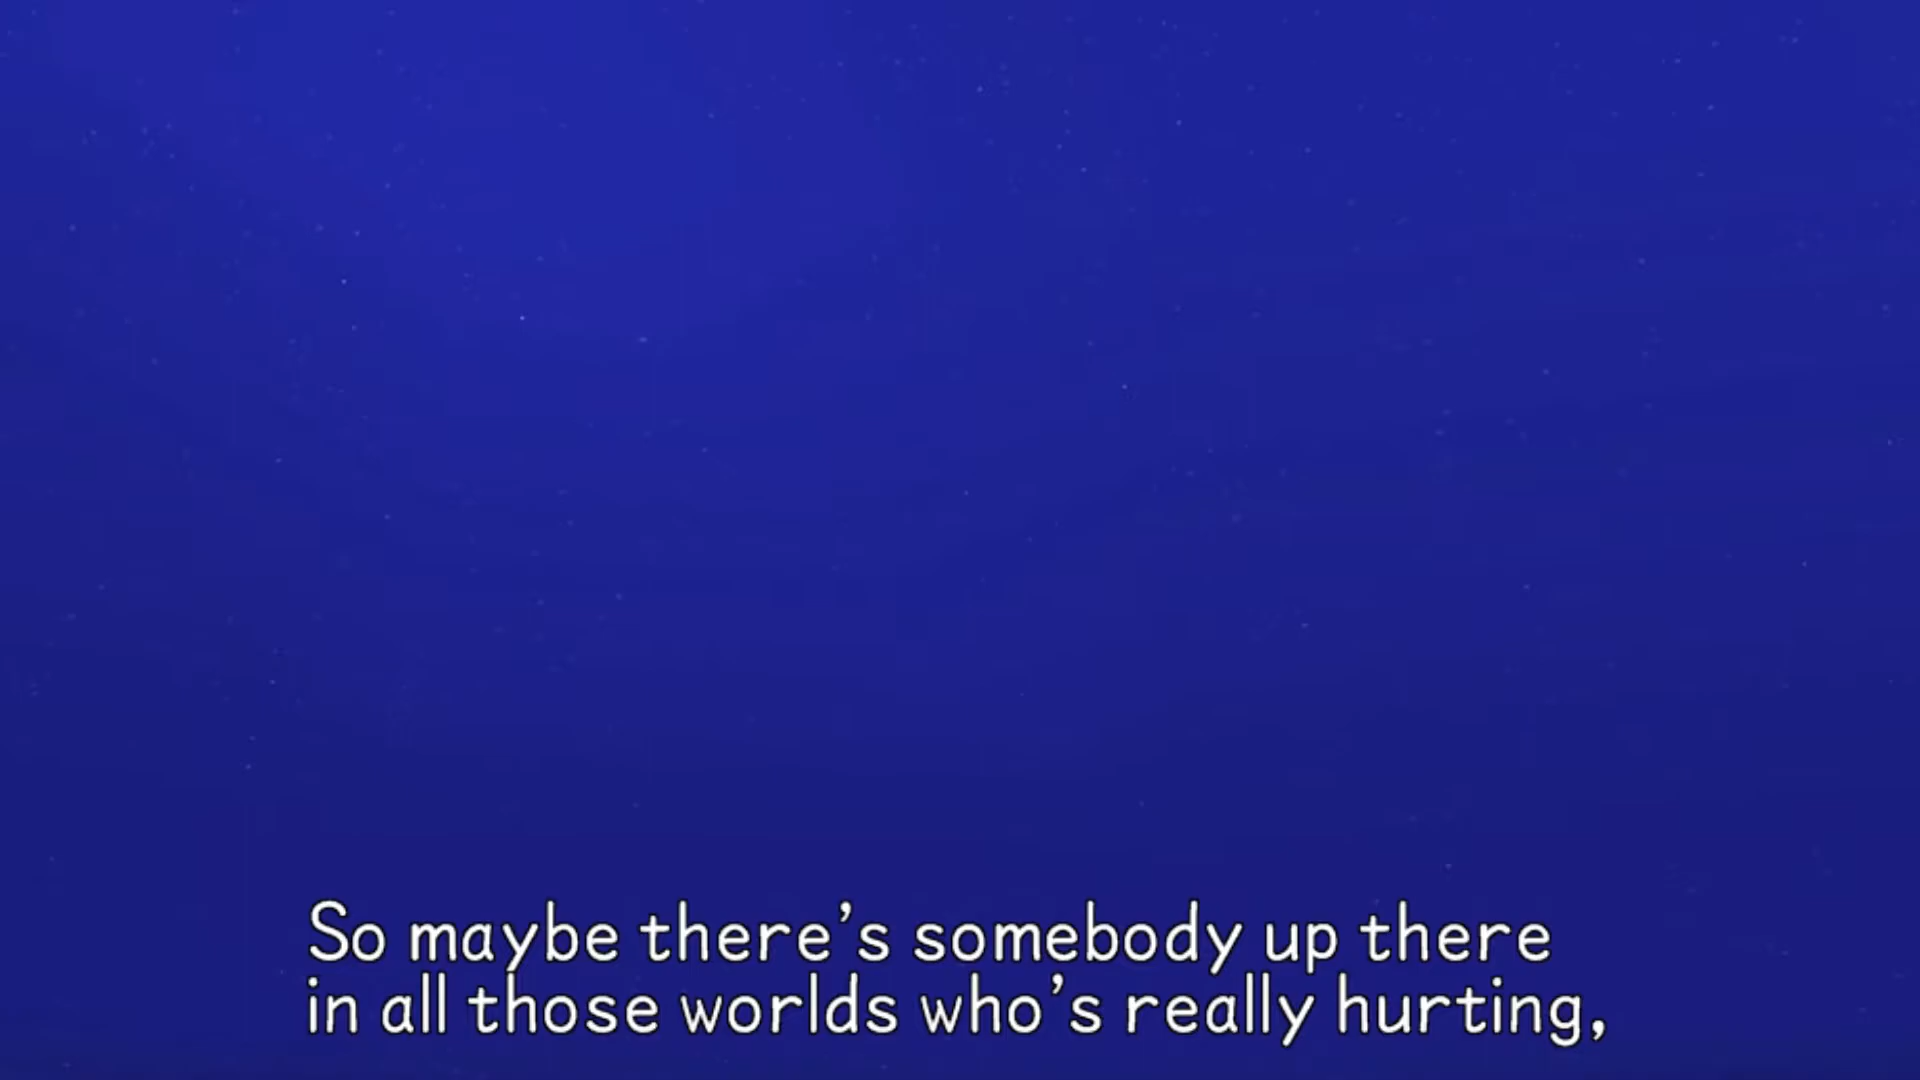 So maybe there’s somebody up there
in all those worlds who’s really hurting,